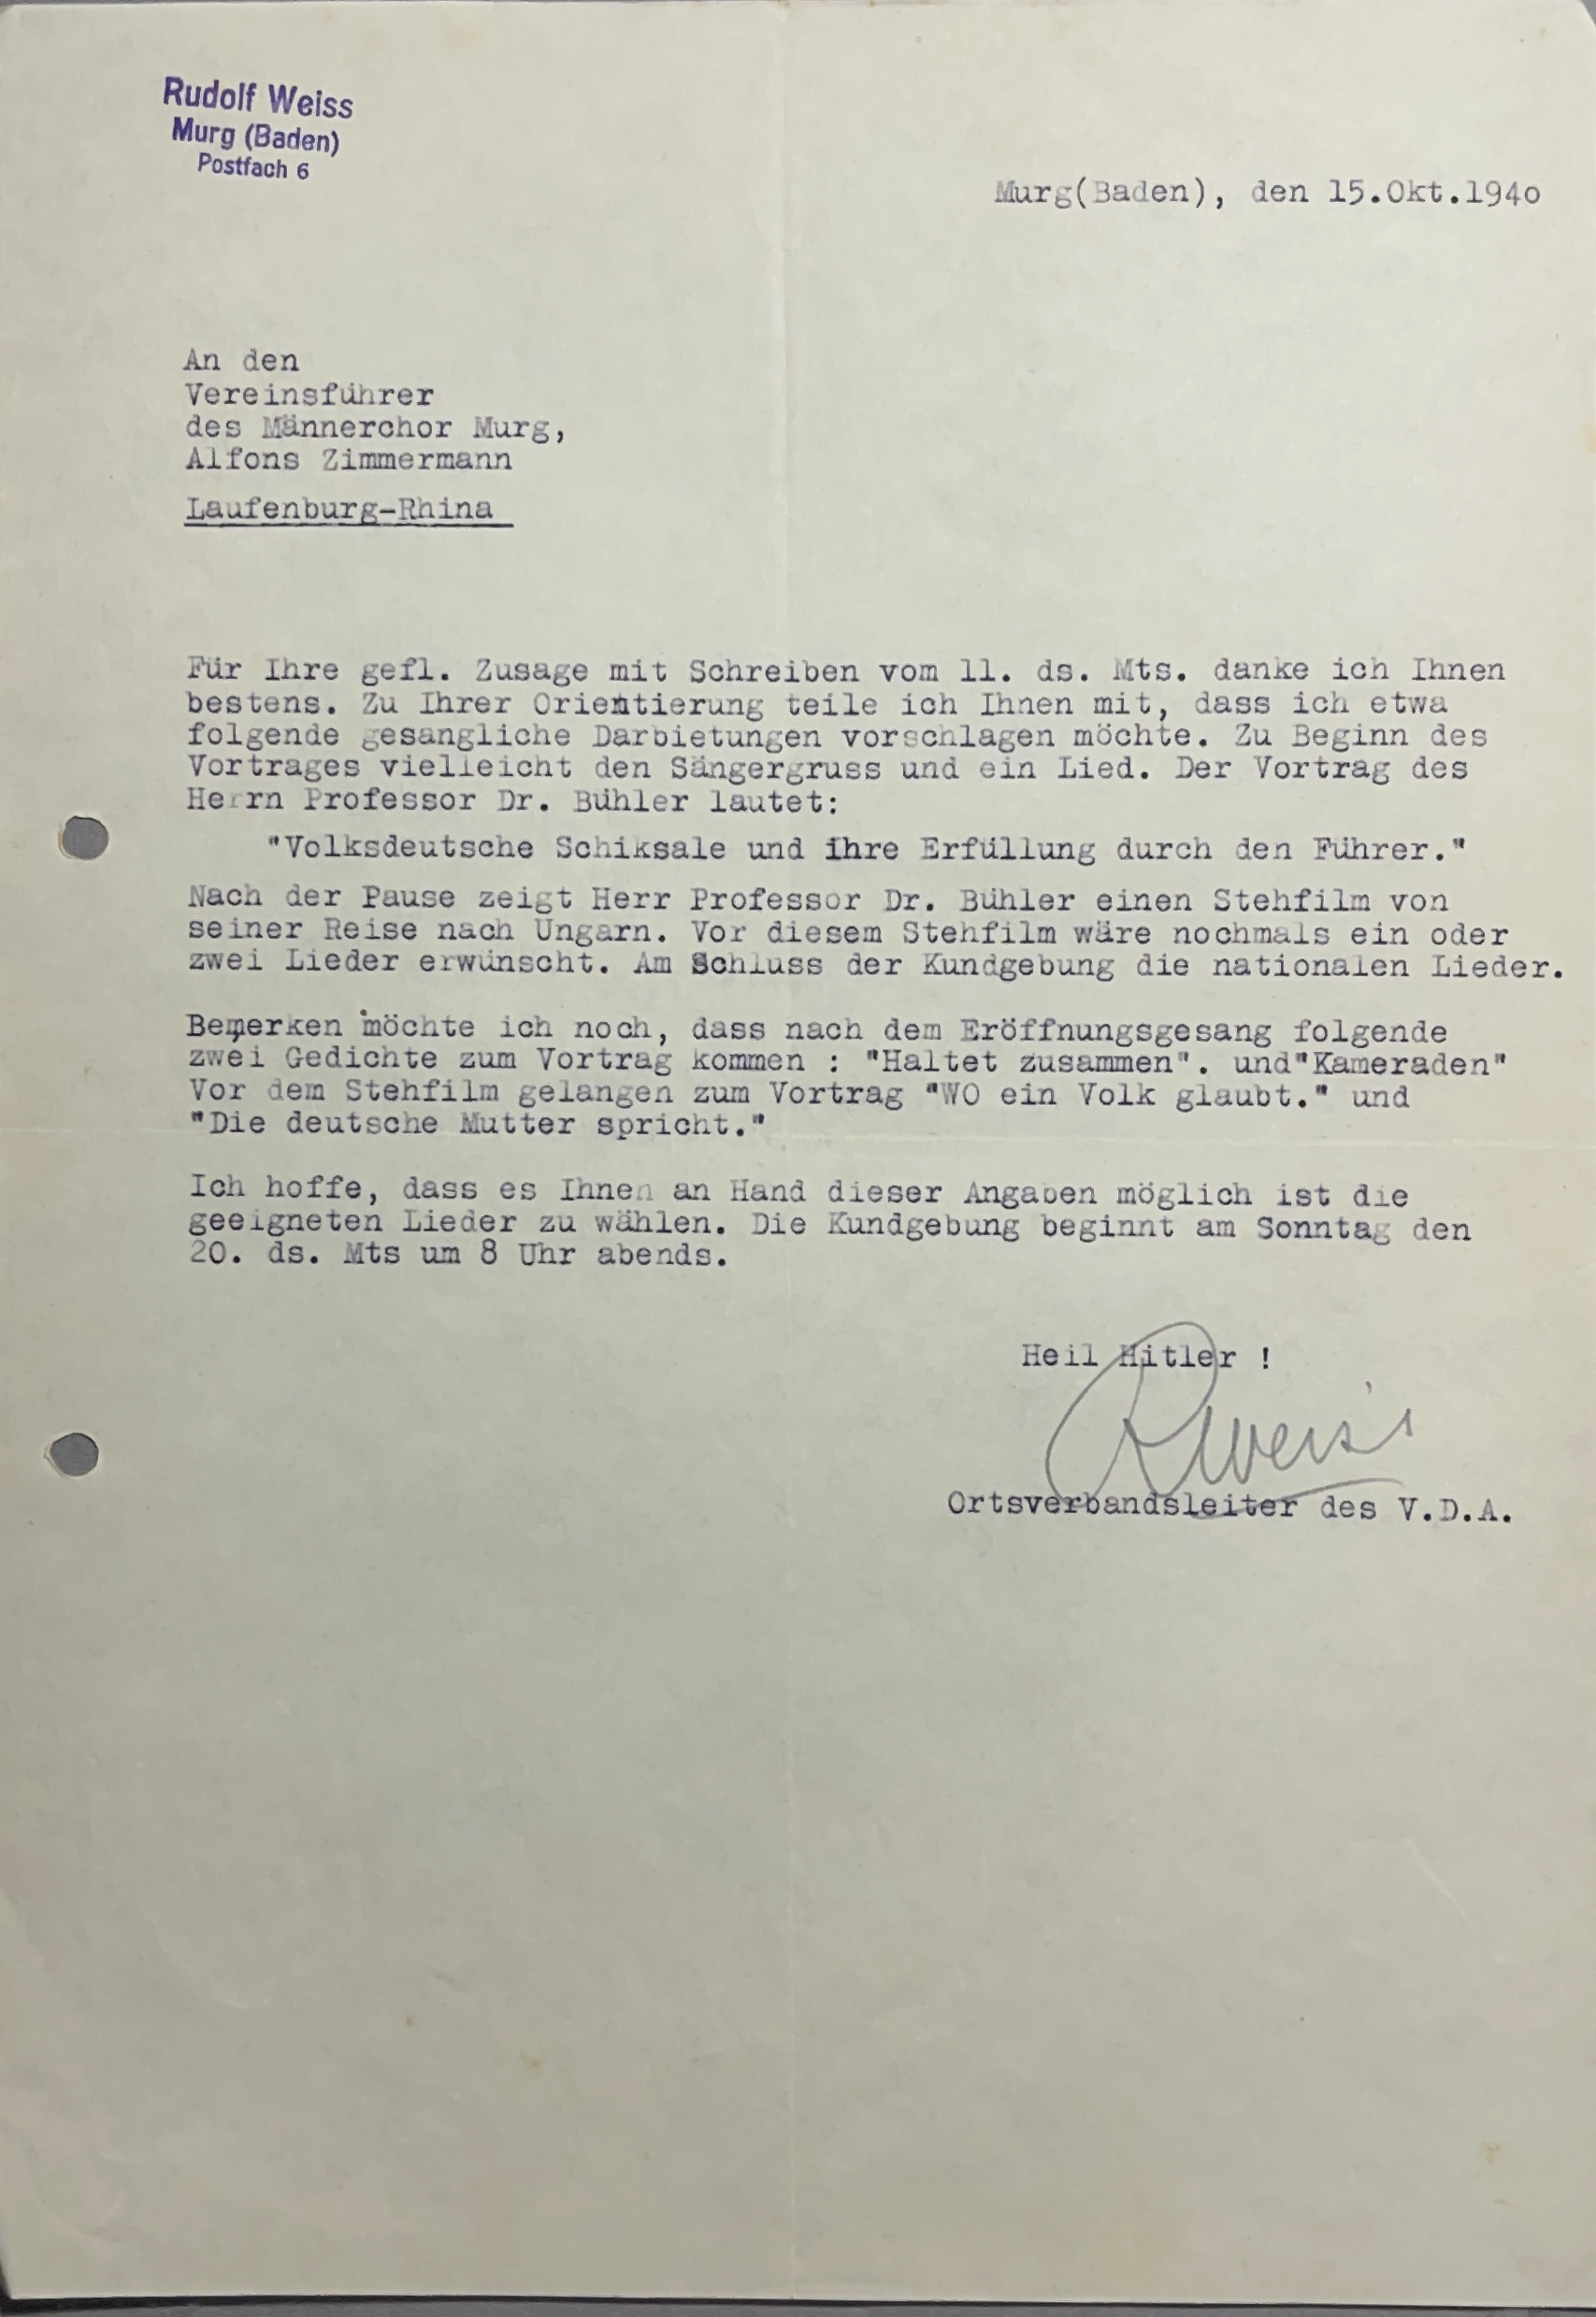 Rudolf Weiss
Murg (Baden)
Postfach 6
Murg(Baden), den 15.Okt.1940
An den
Vereinsführer
des Männerchor Murg,
Alfons Zimmermann
Laufenburg-Rhina
Für Ihre gefl. Zusage mit Schreiben vom 11. ds. Mts. danke ich Ihnen
bestens. Zu Ihrer Orientierung teile ich Ihnen mit, dass ich etwa
folgende gesangliche Darbietungen vorschlagen möchte. Zu Beginn des
Vortrages vielleicht den Sängergruss und ein Lied. Der Vortrag des
Herrn Professor Dr. Bühler lautet:
"Volksdeutsche Schiksale und ihre Erfüllung durch den Führer."
Nach der Pause zeigt Herr Professor Dr. Bühler einen Stehfilm von
seiner Reise nach Ungarn. Vor diesem Stehfilm wäre nochmals ein oder
zwei Lieder erwünscht. Am Schluss der Kundgebung die nationalen Lieder.
Bemerken möchte ich noch, dass nach dem Eröffnungsgesang folgende
zwei Gedichte zum Vortrag kommen : "Haltet zusammen". und"Kameraden"
Vor dem Stehfilm gelangen zum Vortrag "WO ein Volk glaubt." und
"Die deutsche Mutter spricht."
Ich hoffe, dass es Ihnen an Hand dieser Angaben möglich ist die
geeigneten Lieder zu wählen. Die Kundgebung beginnt am Sonntag den
20. ds. Mts um 8 Uhr abends.
Heil Hitler !
RWeiss
Ortsverbandsleiter des V.D.A.